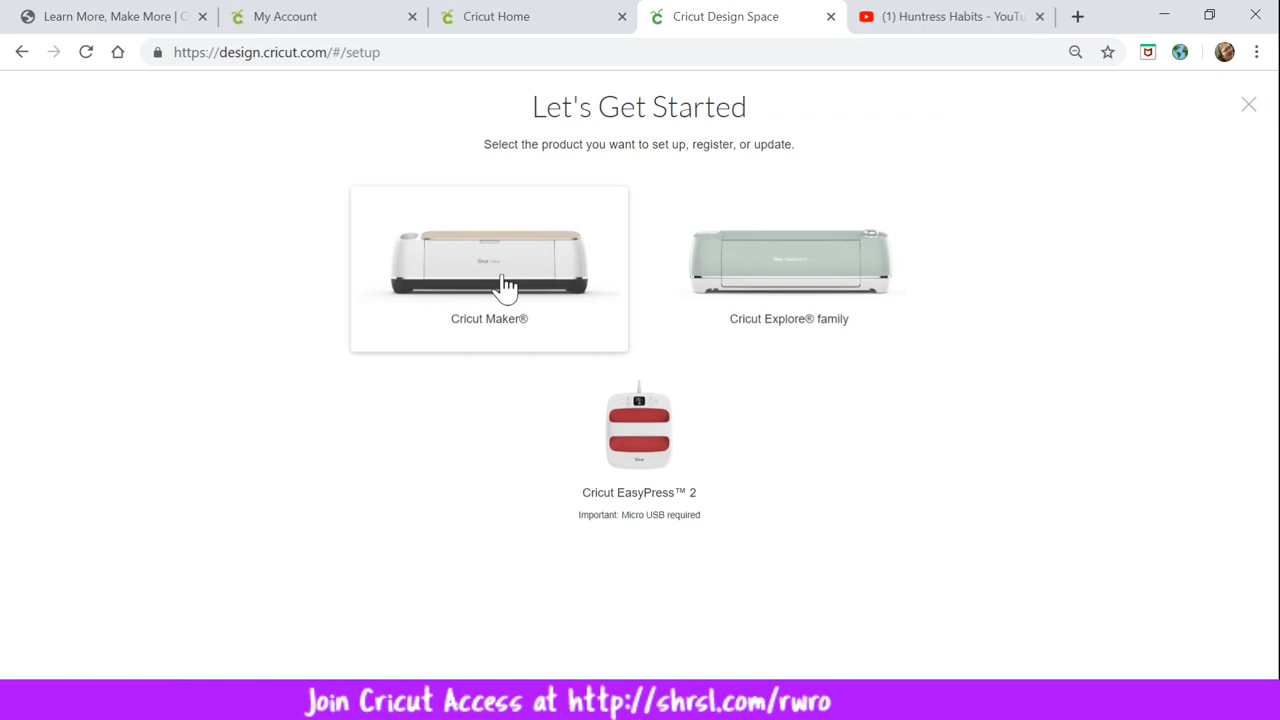 Learn More, Make More | C
My Account
Cricut Home
Cricut Design Space
(1) Huntress Habits - YouTu
https://design.cricut.com/#/setup
Let's Get Started
Select the product you want to set up, register, or update.
Cricut Maker®
Cricut Explore® family
Cricut EasyPress™ 2
Important: Micro USB required
Join Cricut Access at http://shrsl.com/rwro